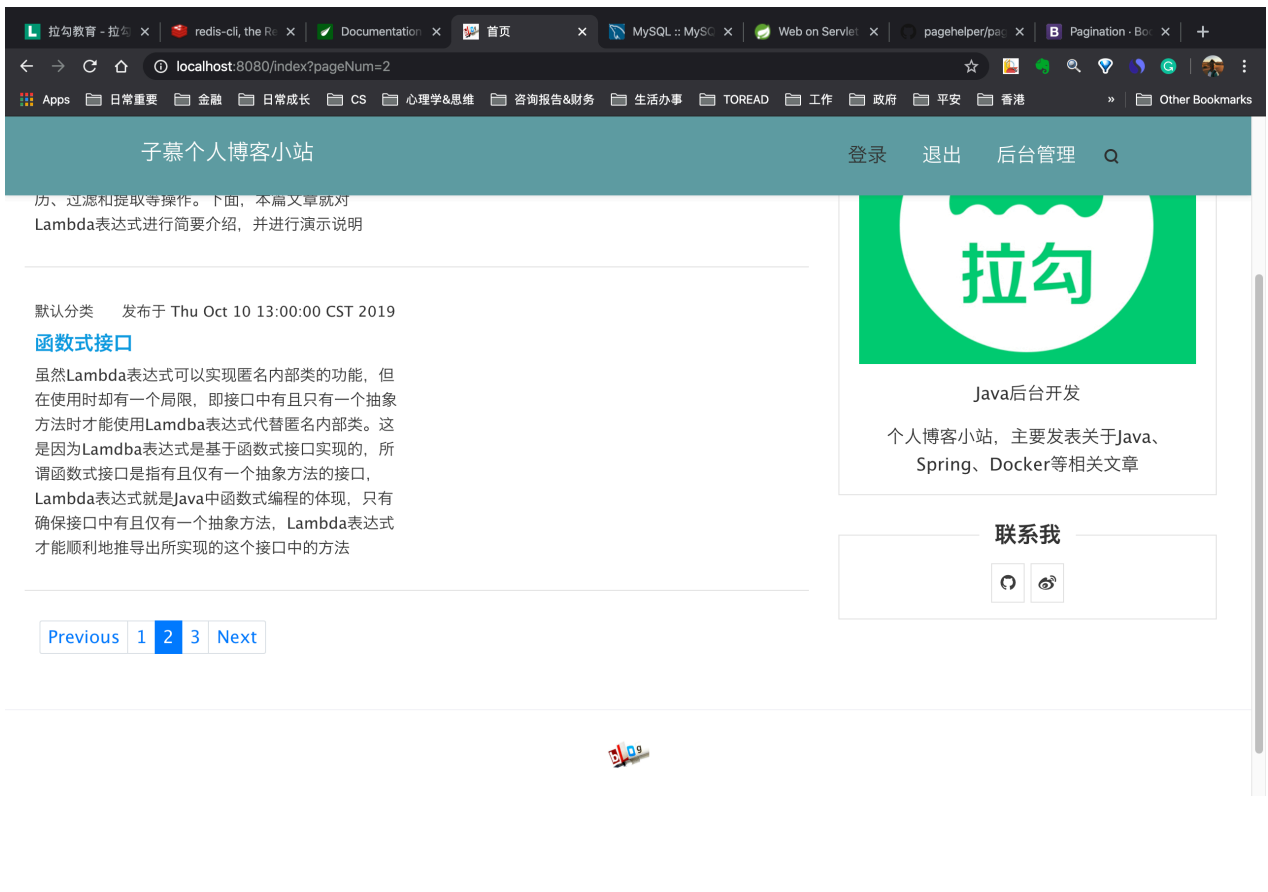 拉勾教育 - 拉勾
redis-cli, the Re
Documentation
首页
MySQL :: MySQ
Web on Servlet
pagehelper/pag
Pagination · Boo
localhost:8080/index?pageNum=2
Apps
日常重要
金融
日常成长
CS
心理学&思维
咨询报告&财务
生活办事
TOREAD
工作
政府
平安
香港
»
Other Bookmarks
子慕个人博客小站
登录
退出
后台管理
历、过滤和提取等操作。下面，本篇文章就对
Lambda表达式进行简要介绍，并进行演示说明
默认分类 发布于 Thu Oct 10 13:00:00 CST 2019
函数式接口
虽然Lambda表达式可以实现匿名内部类的功能，但
在使用时却有一个局限，即接口中有且只有一个抽象
方法时才能使用Lamdba表达式代替匿名内部类。这
是因为Lamdba表达式是基于函数式接口实现的，所
谓函数式接口是指有且仅有一个抽象方法的接口，
Lambda表达式就是Java中函数式编程的体现，只有
确保接口中有且仅有一个抽象方法，Lambda表达式
才能顺利地推导出所实现的这个接口中的方法
Previous 1 2 3 Next
拉勾
Java后台开发
个人博客小站，主要发表关于Java、
Spring、Docker等相关文章
联系我
bLOg